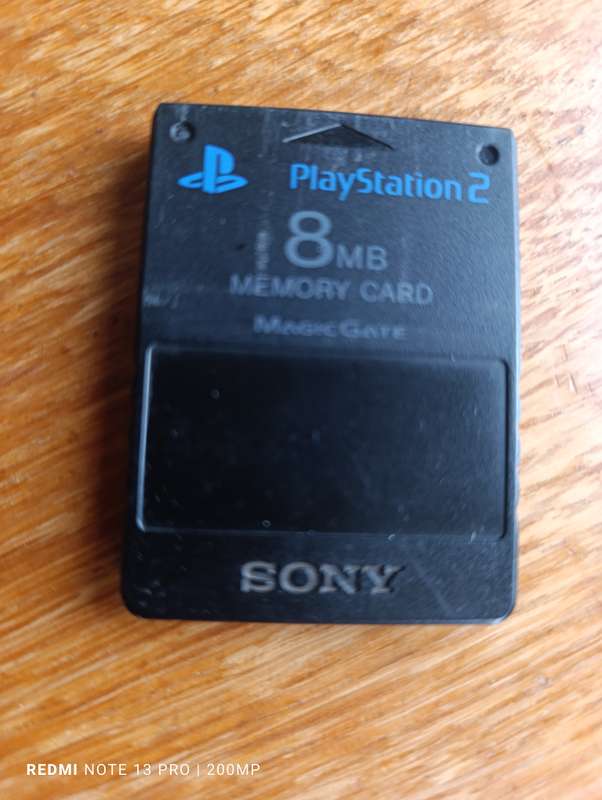 PlayStation 2
8MB
MEMORY CARD
MAGICGATE
SONY
REDMI NOTE 13 PRO | 200MP